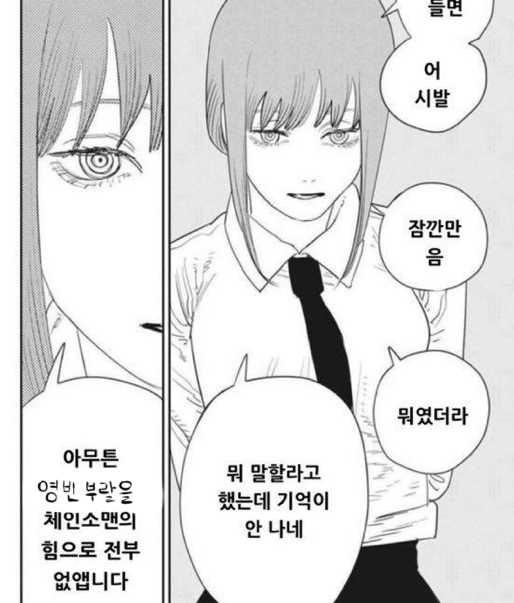 들면
어
시발
잠깐만
음
뭐였더라
뭐 말할라고
했는데 기억이
안 나네
아무튼
영빈 부랄을
체인소맨의
힘으로 전부
없앱니다